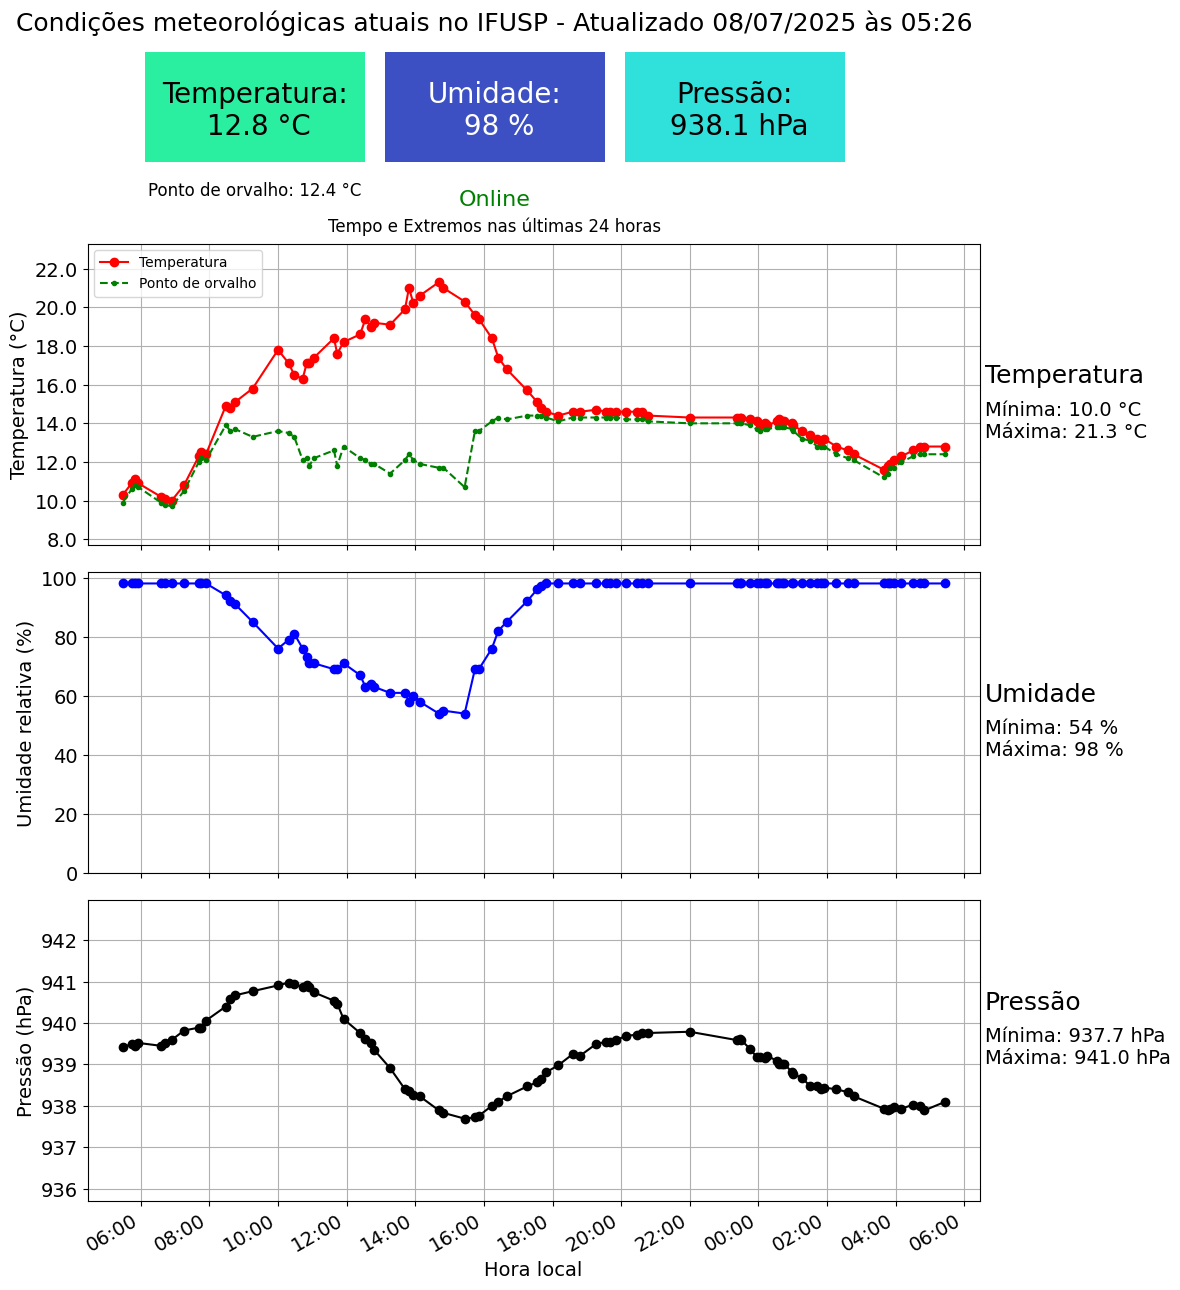 Condições meteorológicas atuais no IFUSP - Atualizado 08/07/2025 às 05:26
Temperatura:
12.8 °C
Umidade:
98 %
Pressão:
938.1 hPa
Ponto de orvalho: 12.4 °C
Online
Tempo e Extremos nas últimas 24 horas
Temperatura
Ponto de orvalho
Temperatura (°C)
22.0
20.0
18.0
16.0
14.0
12.0
10.0
8.0
Temperatura
Mínima: 10.0 °C
Máxima: 21.3 °C
Umidade relativa (%)
100
80
60
40
20
0
Umidade
Mínima: 54 %
Máxima: 98 %
Pressão (hPa)
942
941
940
939
938
937
936
Pressão
Mínima: 937.7 hPa
Máxima: 941.0 hPa
06:00
08:00
10:00
12:00
14:00
16:00
18:00
20:00
22:00
00:00
02:00
04:00
06:00
Hora local